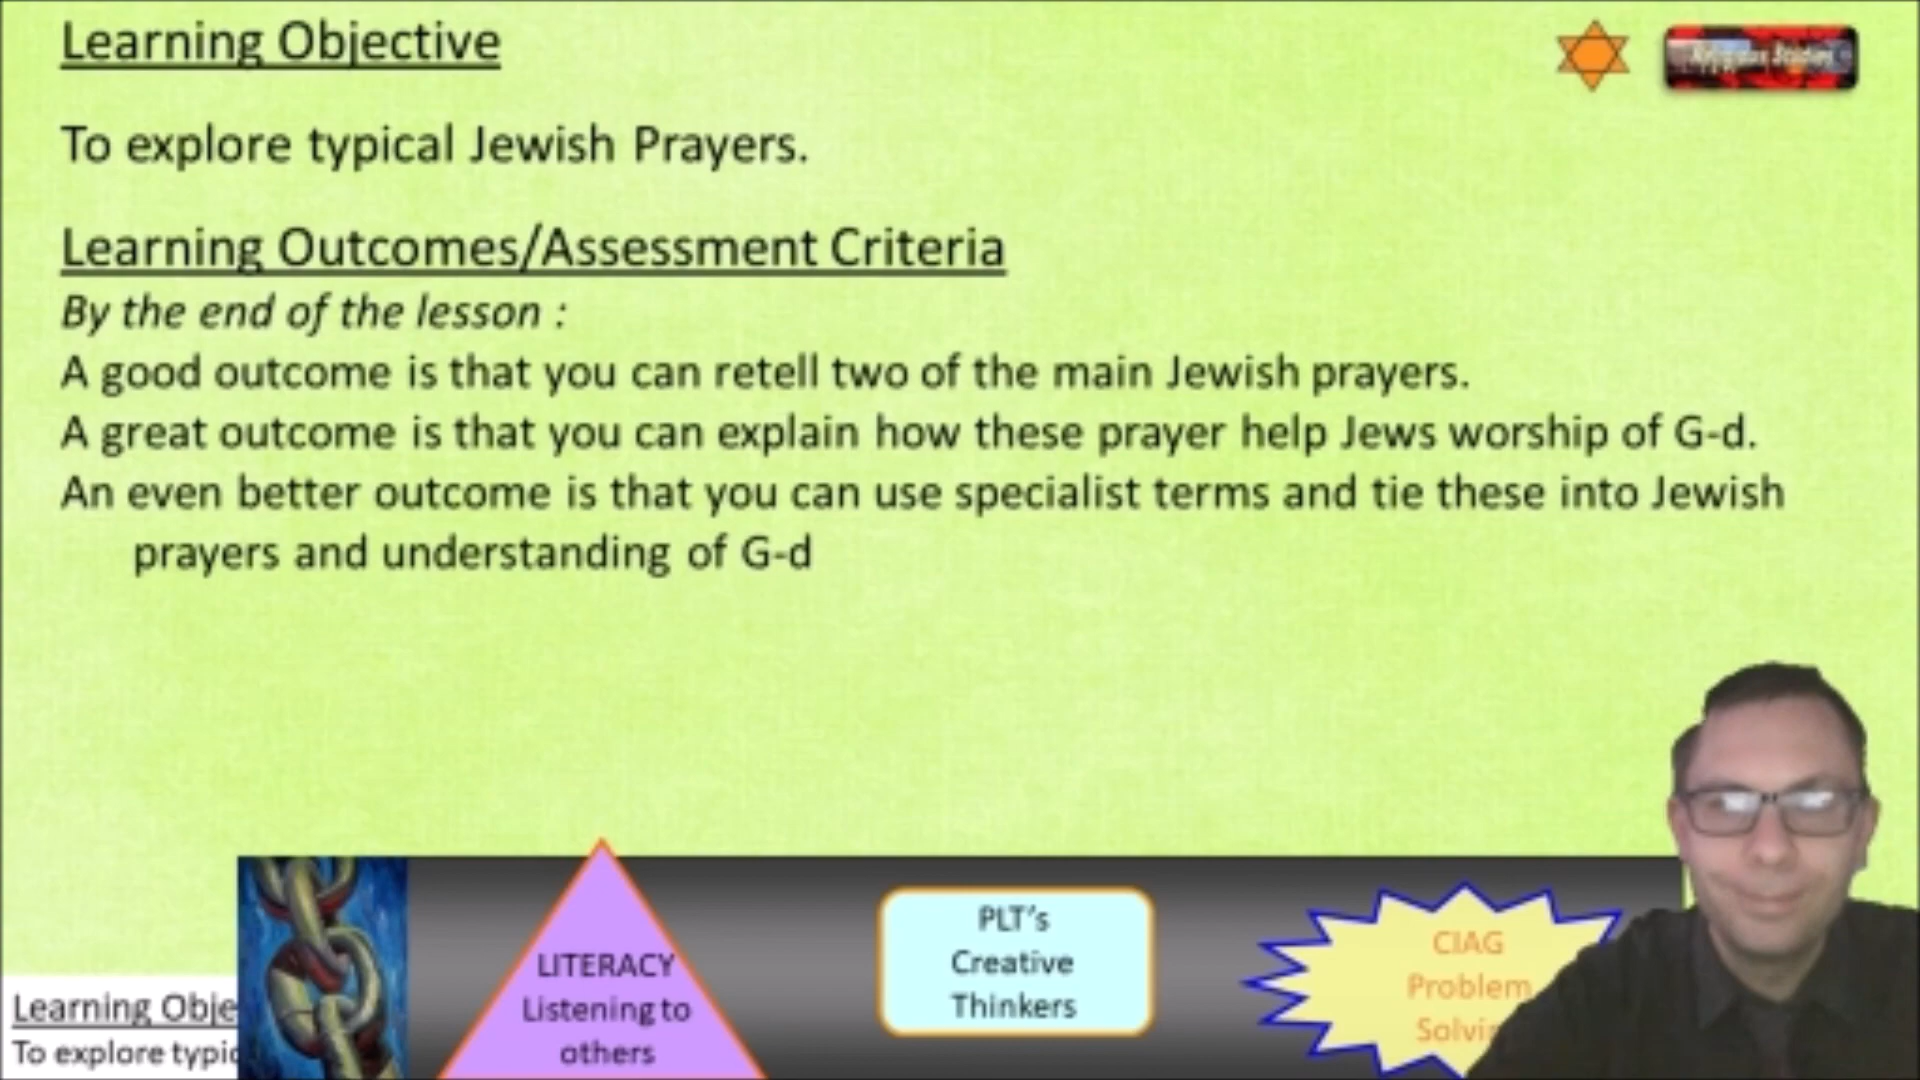 Learning Objective
Religious Studies
To explore typical Jewish Prayers.
Learning Outcomes/Assessment Criteria
By the end of the lesson :
A good outcome is that you can retell two of the main Jewish prayers.
A great outcome is that you can explain how these prayer help Jews worship of G-d.
An even better outcome is that you can use specialist terms and tie these into Jewish
prayers and understanding of G-d
LITERACY
Listening to
others
PLT's
Creative
Thinkers
CIAG
Problem
Solvi
Learning Obje
To explore typic